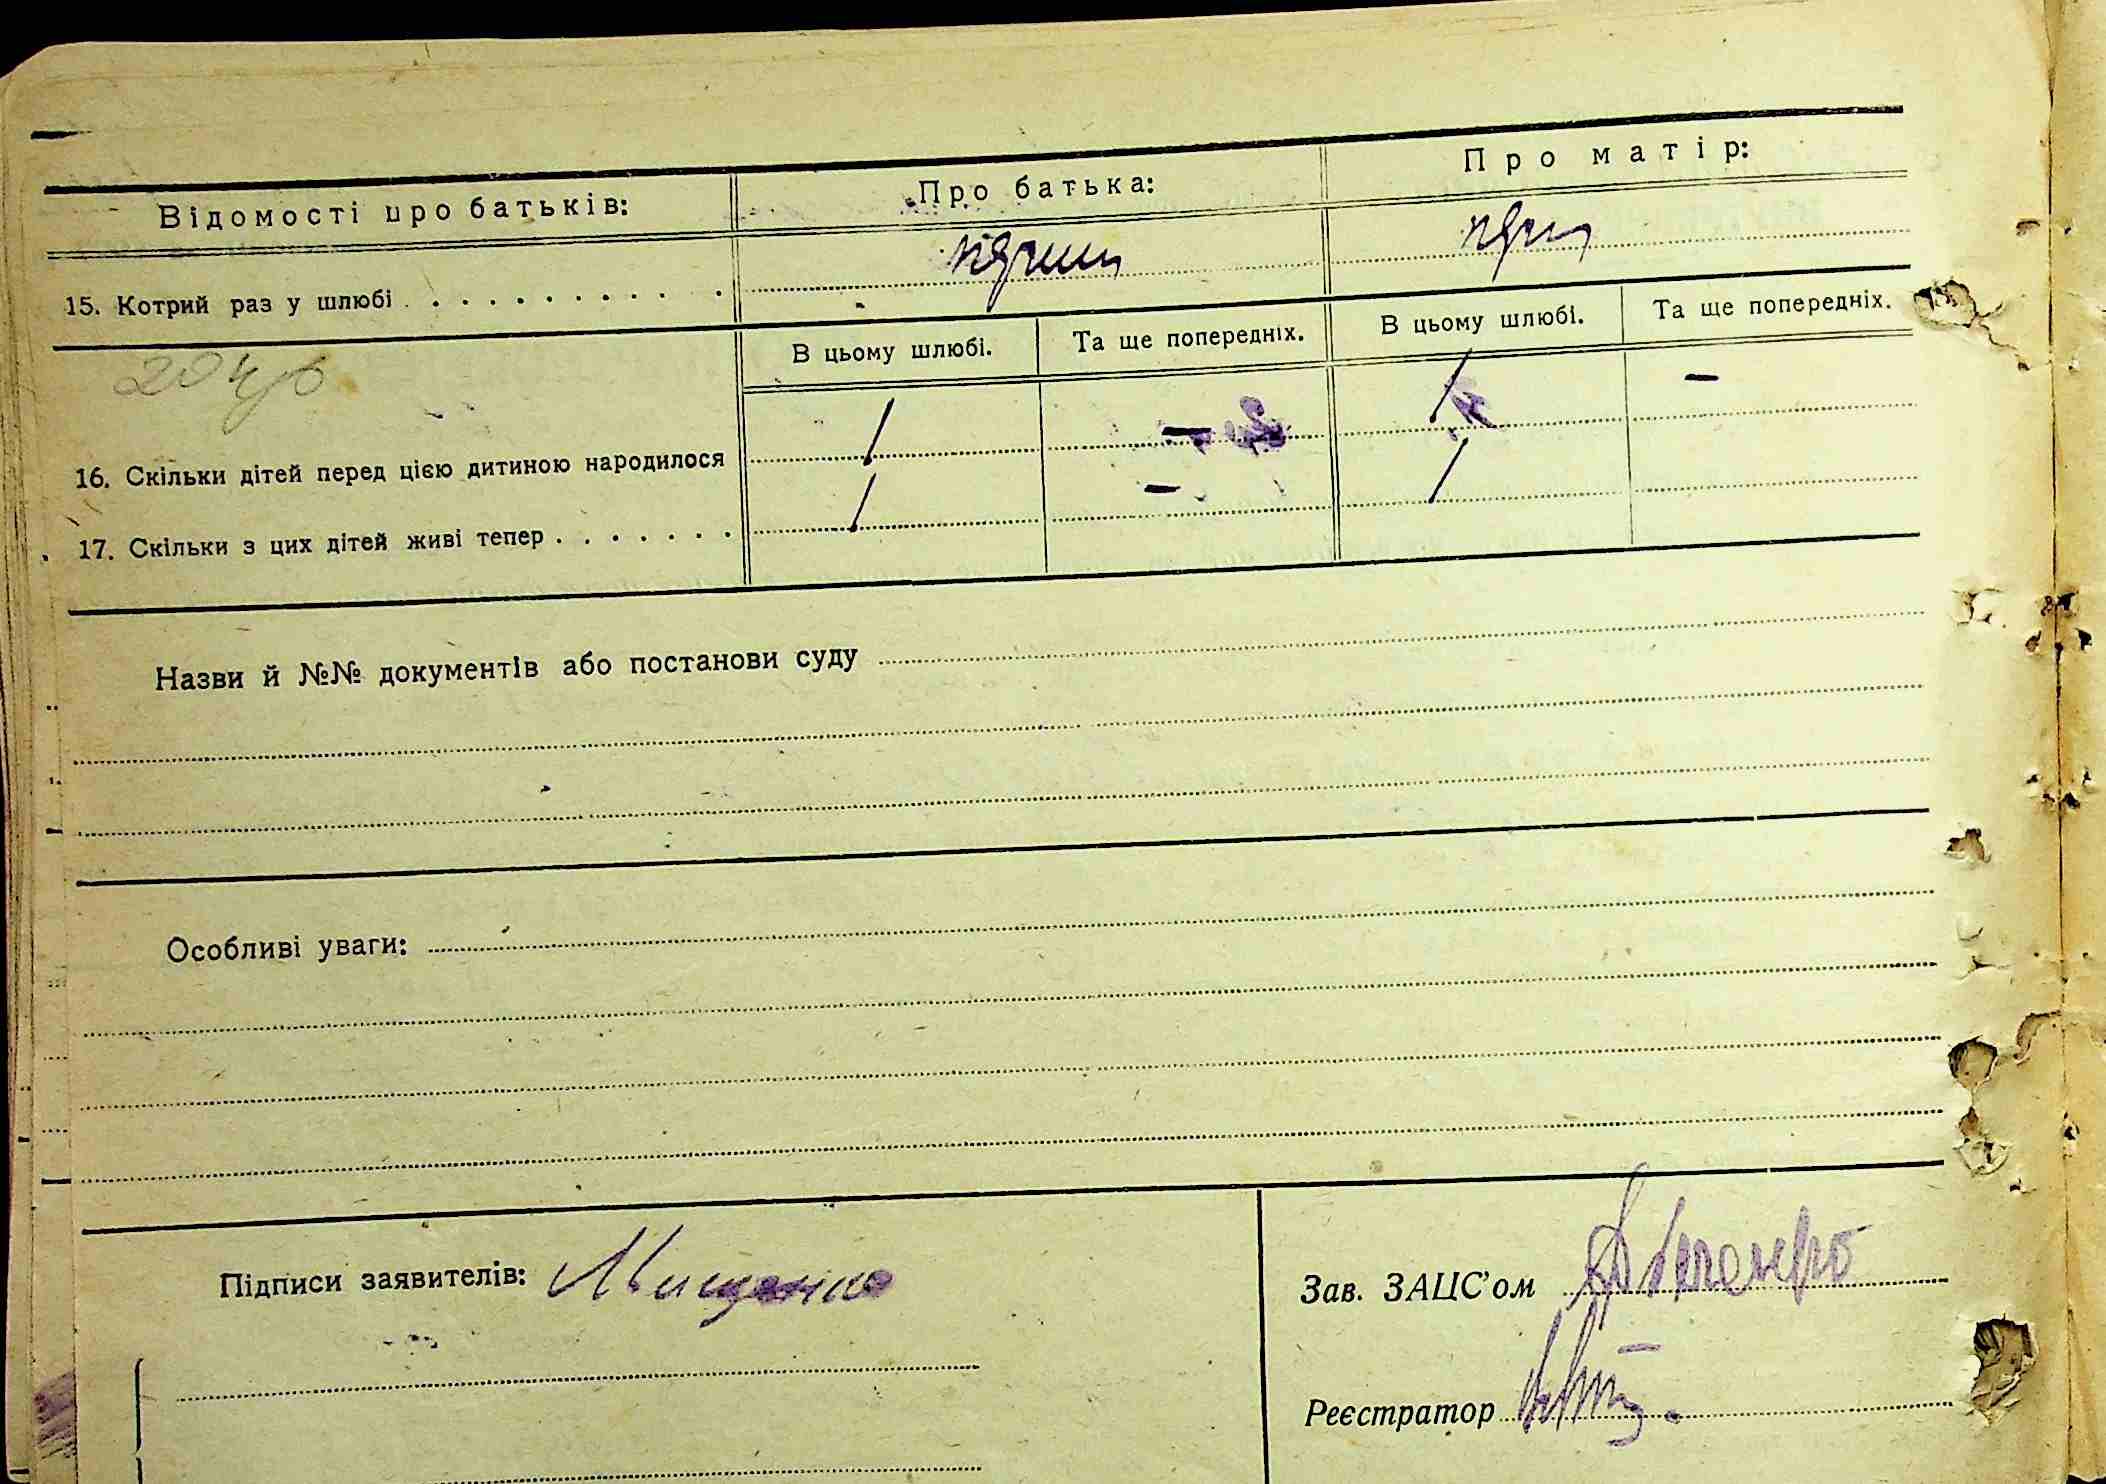 Відомості про батьків: Про батька: Про матір:
15. Котрий раз у шлюбі
В цьому шлюбі. Та ще попередніх. В цьому шлюбі. Та ще попередніх.
16. Скільки дітей перед цією дитиною народилося 1 - 1 -
17. Скільки з цих дітей живі тепер 1 - 1
Назви й №№ документів або постанови суду
Особливі уваги:
Підписи заявителів: Мищенко
Зав. ЗАЦС'ом
Реєстратор